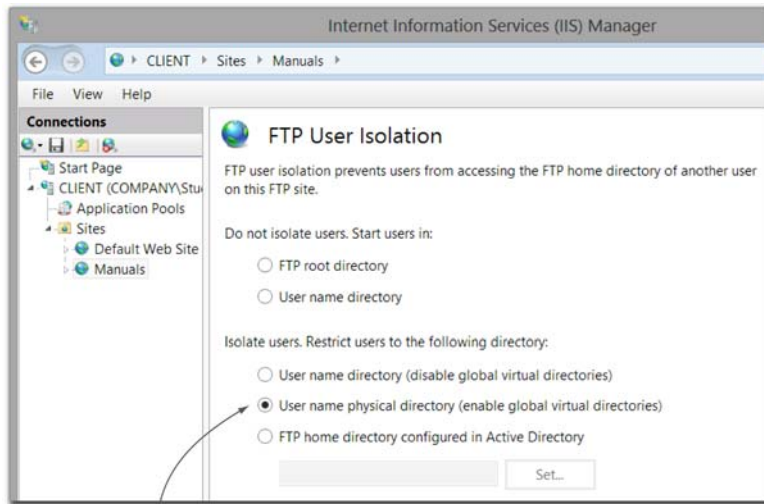 Internet Information Services (IIS) Manager
CLIENT Sites Manuals
File View Help
Connections
Start Page
CLIENT (COMPANY\Stu
Application Pools
Sites
Default Web Site
Manuals
FTP User Isolation
FTP user isolation prevents users from accessing the FTP home directory of another user
on this FTP site.
Do not isolate users. Start users in:
FTP root directory
User name directory
Isolate users. Restrict users to the following directory:
User name directory (disable global virtual directories)
User name physical directory (enable global virtual directories)
FTP home directory configured in Active Directory
Set...